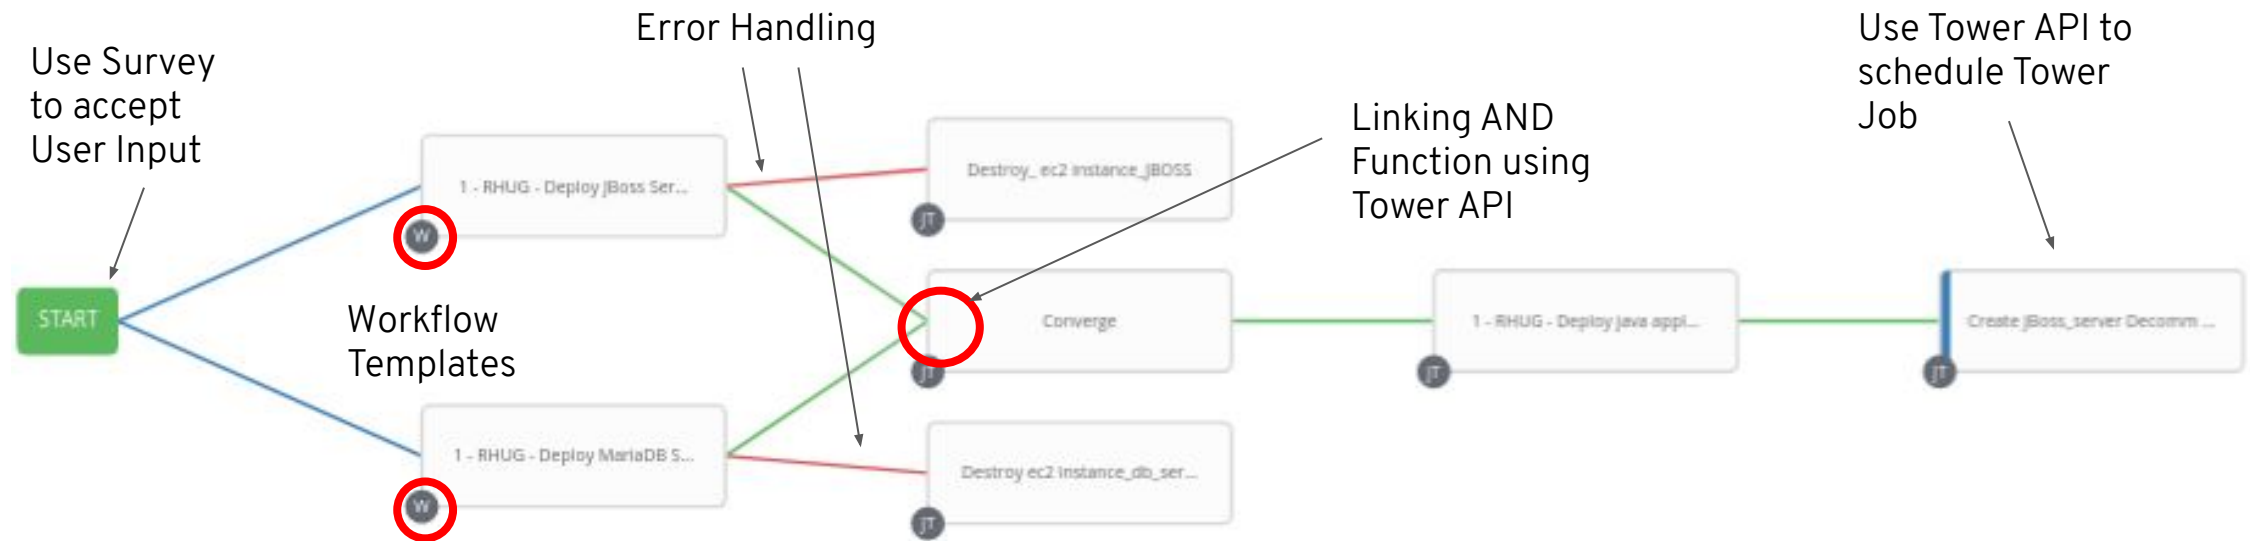 Error Handling
Use Tower API to
schedule Tower
Job
Use Survey
to accept
User Input
Linking AND
Function using
Tower API
1 - RHUG - Deploy JBoss Ser...
W
Destroy_ ec2 instance_JBOSS
JT
START
Workflow
Templates
Converge
JT
1 - RHUG - Deploy java appl...
JT
Create JBoss_server Decomm ...
JT
1 - RHUG - Deploy MariaDB S...
W
Destroy ec2 instance_db_ser...
JT